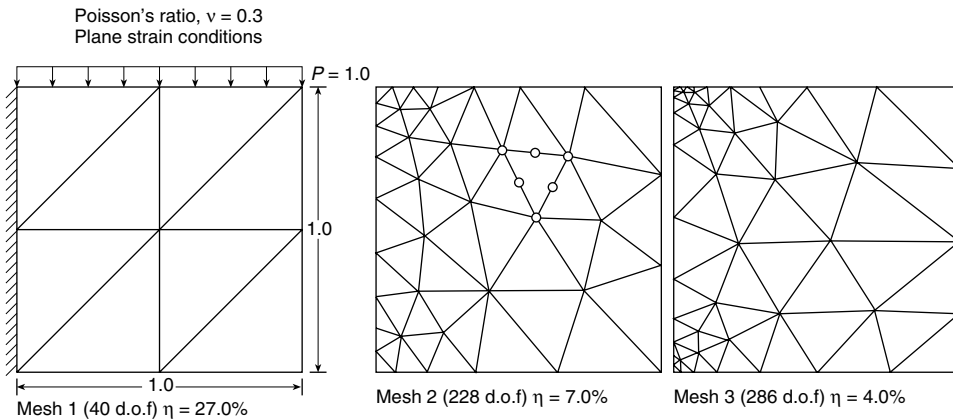 Poisson's ratio, ν = 0.3
Plane strain conditions
P = 1.0
1.0
1.0
Mesh 1 (40 d.o.f) η = 27.0%
Mesh 2 (228 d.o.f) η = 7.0%
Mesh 3 (286 d.o.f) η = 4.0%